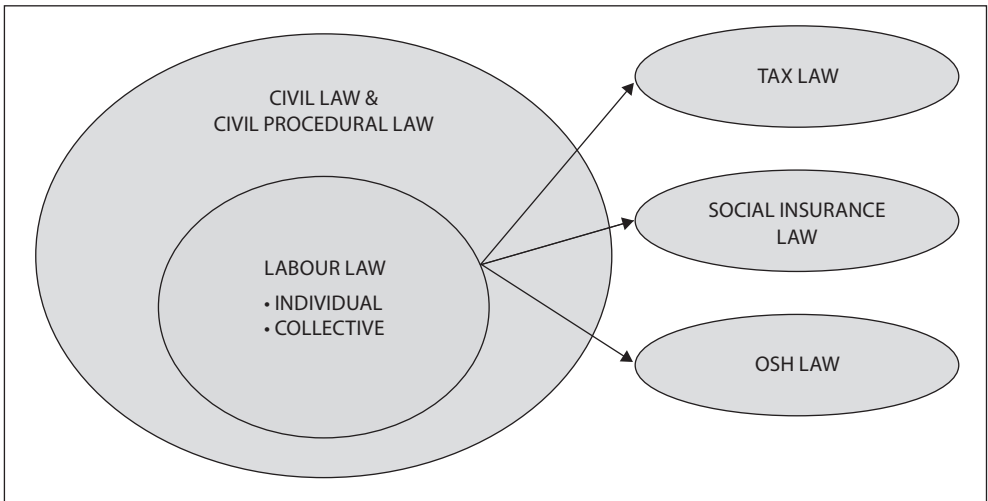 CIVIL LAW &
CIVIL PROCEDURAL LAW
LABOUR LAW
• INDIVIDUAL
• COLLECTIVE
TAX LAW
SOCIAL INSURANCE
LAW
OSH LAW